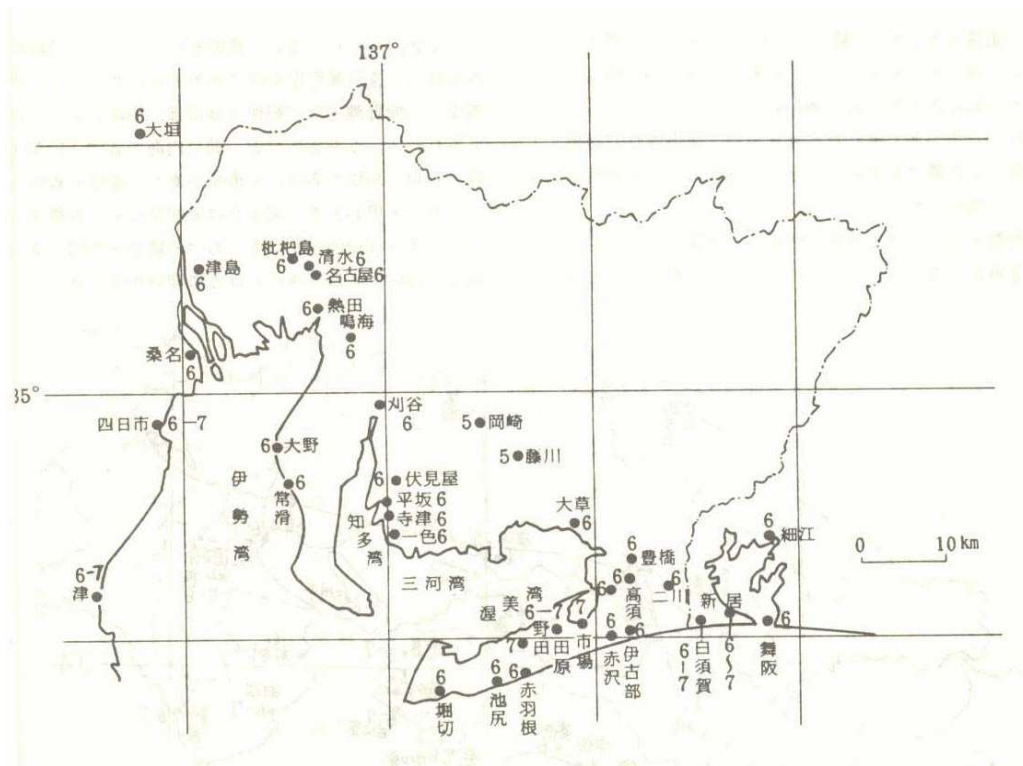 137°
6
大垣
枇杷島
6
清水6
名古屋6
津島
6
6
熱田
鳴海
6
桑名
6
35°
刈谷
6
四日市
6-7
5
岡崎
6
大野
5
藤川
伊勢湾
6
常滑
6
伏見屋
平坂6
寺津6
一色6
知多湾
大草
6
6
細江
0
10km
三河湾
6
豊橋
6-7
津
6
高須
6
二川
新居
6~7
渥美湾
6-7
田原
7
市場
7
野田
赤沢
6
伊古部
白須賀
6-7
6
舞阪
6
堀切
6
池尻
6
赤羽根